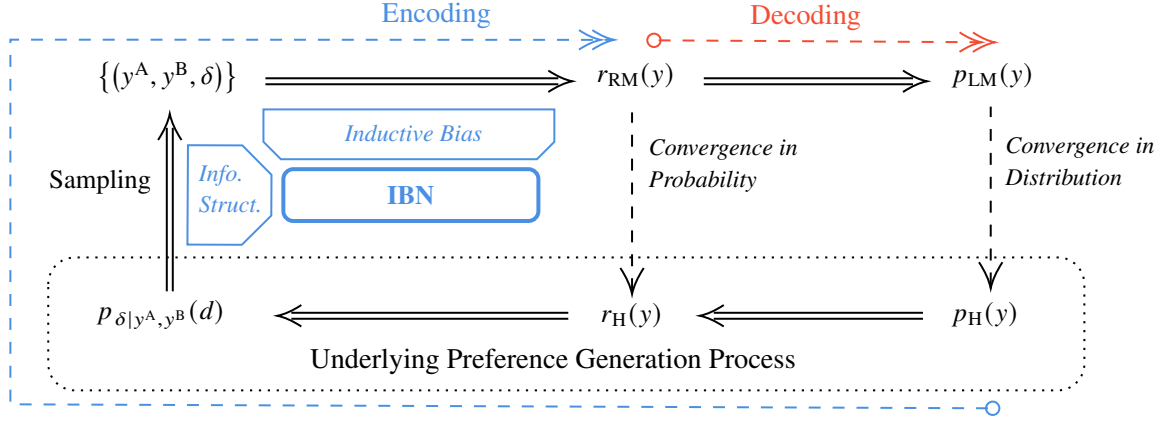 Encoding
Decoding
{(y^A, y^B, δ)}
r_RM(y)
p_LM(y)
Inductive Bias
Convergence in
Probability
Convergence in
Distribution
Sampling
Info.
Struct.
IBN
p_δ|y^A,y^B(d)
r_H(y)
p_H(y)
Underlying Preference Generation Process